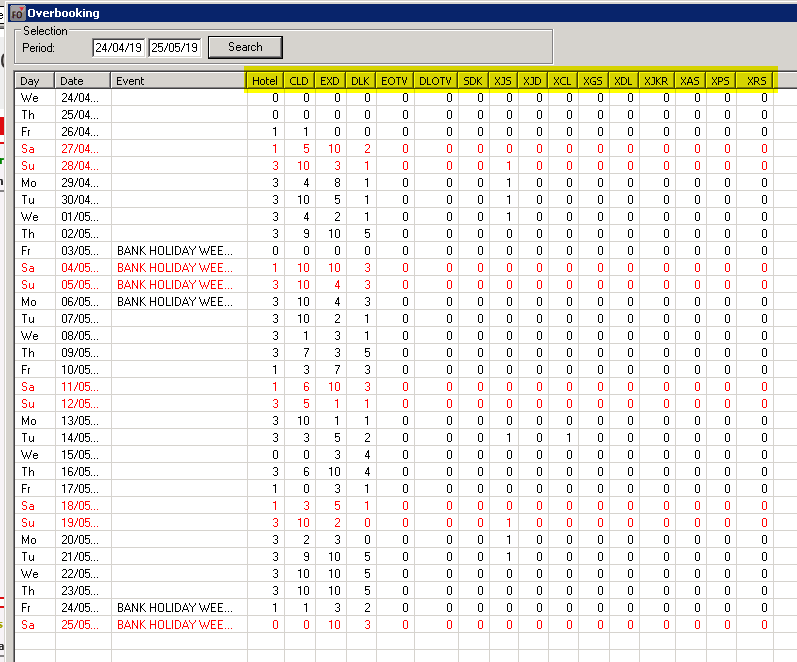 FO Overbooking
Selection
Period: 24/04/19 25/05/19 Search
Day Date Event Hotel CLD EXD DLK EOTV DLOTV SDK XJS XJD XCL XGS XDL XJKR XAS XPS XRS
We 24/04... 0 0 0 0 0 0 0 0 0 0 0 0 0 0 0 0
Th 25/04... 0 0 0 0 0 0 0 0 0 0 0 0 0 0 0 0
Fr 26/04... 1 1 0 0 0 0 0 0 0 0 0 0 0 0 0 0
Sa 27/04... 1 5 10 2 0 0 0 0 0 0 0 0 0 0 0 0
Su 28/04... 3 10 3 1 0 0 0 1 0 0 0 0 0 0 0 0
Mo 29/04... 3 4 8 1 0 0 0 1 0 0 0 0 0 0 0 0
Tu 30/04... 3 10 5 1 0 0 0 1 0 0 0 0 0 0 0 0
We 01/05... 3 4 2 1 0 0 0 1 0 0 0 0 0 0 0 0
Th 02/05... 3 9 10 5 0 0 0 0 0 0 0 0 0 0 0 0
Fr 03/05... BANK HOLIDAY WEE... 0 0 0 0 0 0 0 0 0 0 0 0 0 0 0 0
Sa 04/05... BANK HOLIDAY WEE... 1 10 10 3 0 0 0 0 0 0 0 0 0 0 0 0
Su 05/05... BANK HOLIDAY WEE... 3 10 4 3 0 0 0 0 0 0 0 0 0 0 0 0
Mo 06/05... BANK HOLIDAY WEE... 3 10 4 3 0 0 0 0 0 0 0 0 0 0 0 0
Tu 07/05... 3 10 2 1 0 0 0 0 0 0 0 0 0 0 0 0
We 08/05... 3 1 3 1 0 0 0 0 0 0 0 0 0 0 0 0
Th 09/05... 3 7 3 5 0 0 0 0 0 0 0 0 0 0 0 0
Fr 10/05... 1 3 7 3 0 0 0 0 0 0 0 0 0 0 0 0
Sa 11/05... 1 6 10 3 0 0 0 0 0 0 0 0 0 0 0 0
Su 12/05... 3 5 1 1 0 0 0 0 0 0 0 0 0 0 0 0
Mo 13/05... 3 10 1 1 0 0 0 0 0 0 0 0 0 0 0 0
Tu 14/05... 3 3 5 2 0 0 0 1 0 1 0 0 0 0 0 0
We 15/05... 0 0 3 4 0 0 0 0 0 0 0 0 0 0 0 0
Th 16/05... 3 6 10 4 0 0 0 0 0 0 0 0 0 0 0 0
Fr 17/05... 1 0 3 1 0 0 0 0 0 0 0 0 0 0 0 0
Sa 18/05... 1 3 5 1 0 0 0 0 0 0 0 0 0 0 0 0
Su 19/05... 3 10 2 0 0 0 0 1 0 0 0 0 0 0 0 0
Mo 20/05... 3 2 3 0 0 0 0 1 0 0 0 0 0 0 0 0
Tu 21/05... 3 9 10 5 0 0 0 1 0 0 0 0 0 0 0 0
We 22/05... 3 10 10 5 0 0 0 0 0 0 0 0 0 0 0 0
Th 23/05... 3 10 10 5 0 0 0 0 0 0 0 0 0 0 0 0
Fr 24/05... BANK HOLIDAY WEE... 1 1 3 2 0 0 0 0 0 0 0 0 0 0 0 0
Sa 25/05... BANK HOLIDAY WEE... 0 0 10 3 0 0 0 0 0 0 0 0 0 0 0 0